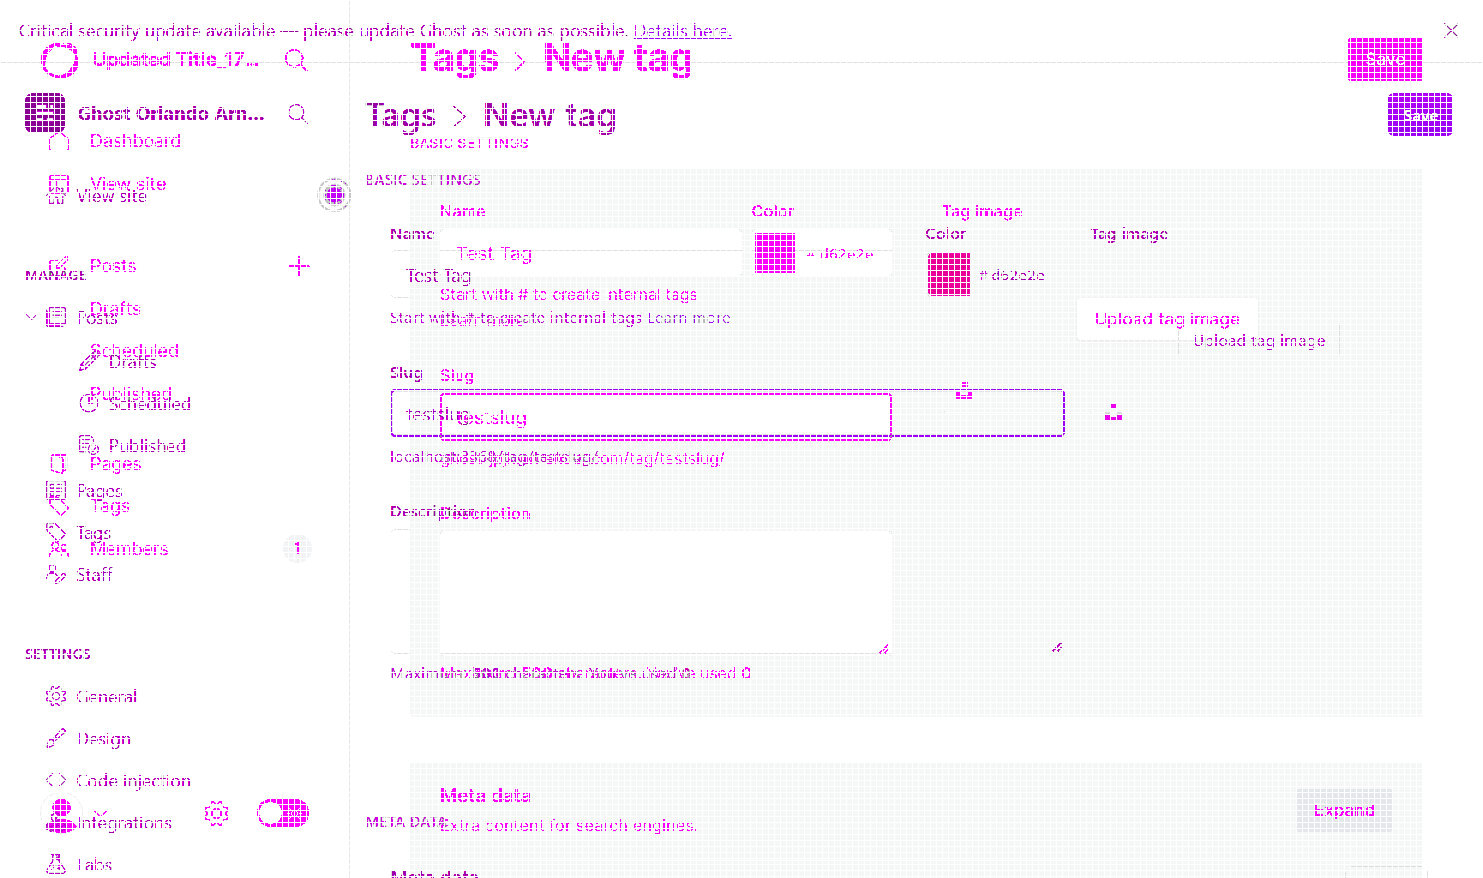 Critical security update available — please update Ghost as soon as possible. Details here.
Updated Title_17...
Tags > New tag
Save
Ghost Orlando Arn...
Tags > New tag
Save
Dashboard
BASIC SETTINGS
View site
View site
BASIC SETTINGS
Name
Color
Tag image
Name
Color
Tag image
Test Tag
# d62e2e
Posts
MANAGE
Test Tag
# d62e2e
Start with # to create internal tags
Drafts
Posts
Start with # to create internal tags Learn more
Learn more
Upload tag image
Upload tag image
Scheduled
Drafts
Slug
Slug
Published
Scheduled
testslug
testslug
Published
Pages
/tag/testslug/
Pages
Tags
Description
Description
Tags
Members
1
Staff
SETTINGS
Maximum
used 0
General
Design
Code injection
Meta data
Expand
Integrations
META DATA
Extra content for search engines.
Labs
Meta data